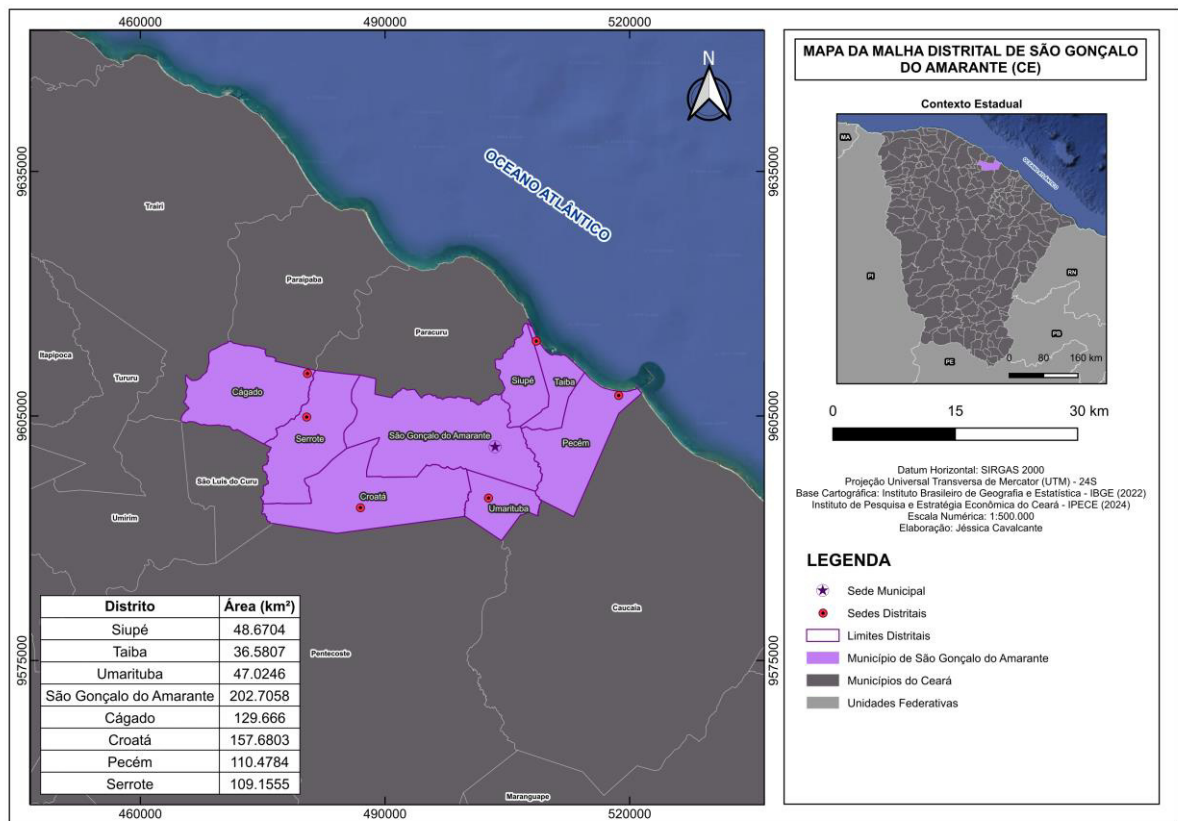 460000
490000
520000
9635000
9605000
9575000
N
OCEANO ATLÂNTICO
Trairi
Paraipaba
Paracuru
Itapipoca
Tururu
Cágado
Siupé
Taiba
Serrote
São Gonçalo do Amarante
Pecém
São Luis do Curu
Croatá
Umarituba
Umirim
Caucaia
Pentecoste
Maranguape
Distrito Área (km²)
Siupé 48.6704
Taiba 36.5807
Umarituba 47.0246
São Gonçalo do Amarante 202.7058
Cágado 129.666
Croatá 157.6803
Pecém 110.4784
Serrote 109.1555
9635000
9605000
9575000
460000
490000
520000
MAPA DA MALHA DISTRITAL DE SÃO GONÇALO
DO AMARANTE (CE)
Contexto Estadual
MA
OCEANO ATLÂNTICO
PI
RN
PB
PE
0 80 160 km
0 15 30 km
Datum Horizontal: SIRGAS 2000
Projeção Universal Transversa de Mercator (UTM) - 24S
Base Cartográfica: Instituto Brasileiro de Geografia e Estatística - IBGE (2022)
Instituto de Pesquisa e Estratégia Econômica do Ceará - IPECE (2024)
Escala Numérica: 1:500.000
Elaboração: Jéssica Cavalcante
LEGENDA
Sede Municipal
Sedes Distritais
Limites Distritais
Município de São Gonçalo do Amarante
Municípios do Ceará
Unidades Federativas